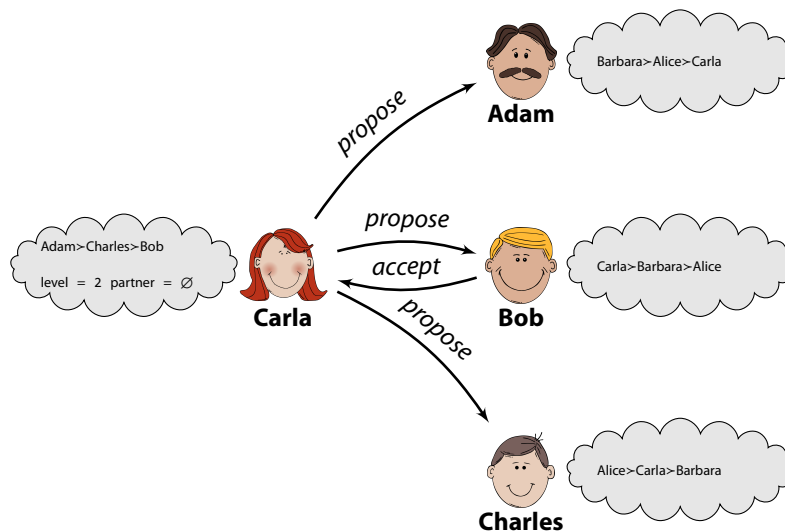 Barbara≻Alice≻Carla
Adam
propose
Adam≻Charles≻Bob
level = 2 partner = ∅
Carla
propose
accept
Carla≻Barbara≻Alice
Bob
propose
Alice≻Carla≻Barbara
Charles